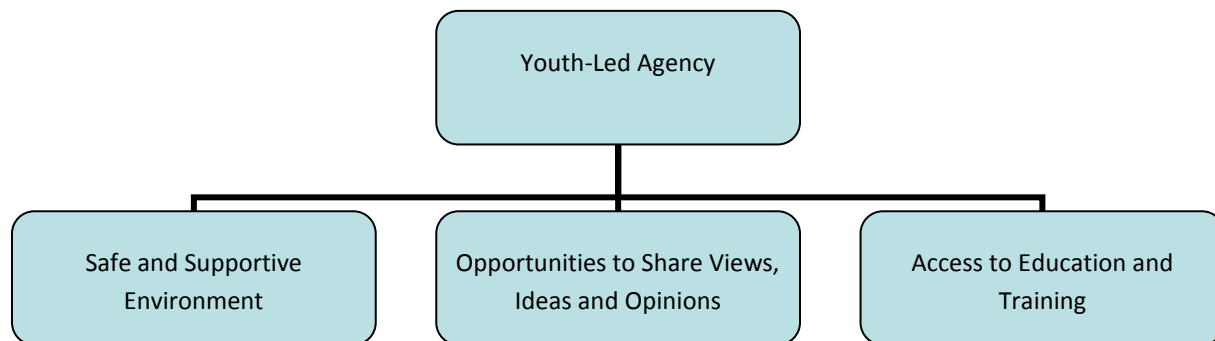 Youth-Led Agency
Safe and Supportive
Environment
Opportunities to Share Views,
Ideas and Opinions
Access to Education and
Training